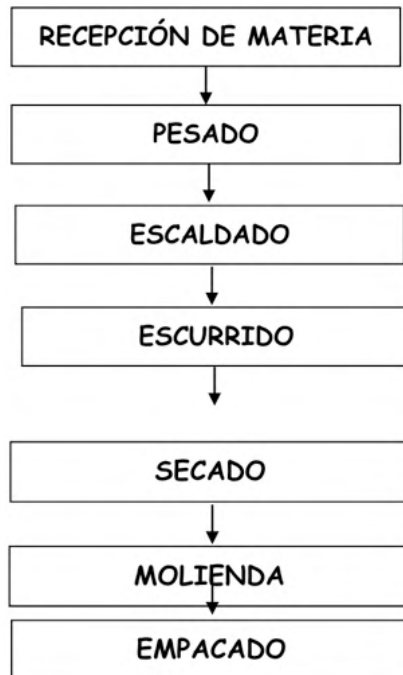 RECEPCIÓN DE MATERIA
PESADO
ESCALDADO
ESCURRIDO
SECADO
MOLIENDA
EMPACADO